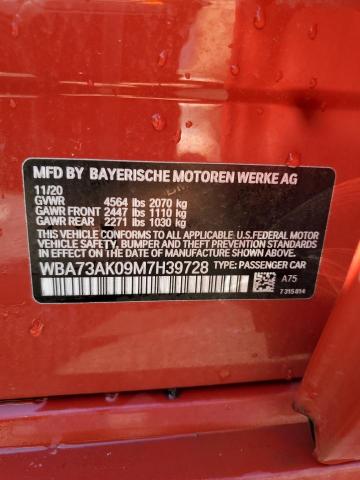 MFD BY BAYERISCHE MOTOREN WERKE AG
11/20
GVWR 4564 lbs 2070 kg
GAWR FRONT 2447 lbs 1110 kg
GAWR REAR 2271 lbs 1030 kg
THIS VEHICLE CONFORMS TO ALL APPLICABLE U.S.FEDERAL MOTOR
VEHICLE SAFETY, BUMPER AND THEFT PREVENTION STANDARDS IN
EFFECT ON THE DATE OF MANUFACTURE SHOWN ABOVE.
WBA73AK09M7H39728 TYPE: PASSENGER CAR
A75
7 315 814